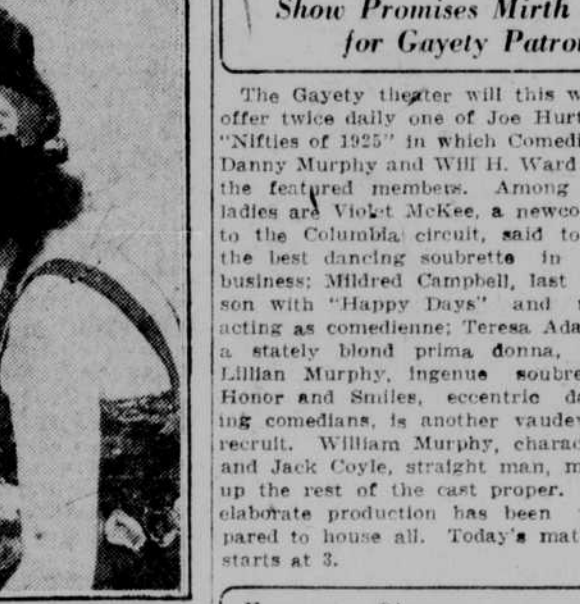 Show Promises Mirth
for Gayety Patro
The Gayety theater will this w
offer twice daily one of Joe Hurt
"Nifties of 1925" in which Comedi
Danny Murphy and Will H. Ward
the featured members. Among
ladies are Violet McKee, a newco
to the Columbia circuit, said to
the best dancing soubrette in
business; Mildred Campbell, last
son with "Happy Days" and
acting as comedienne; Teresa Ada
a stately blond prima donna,
Lillian Murphy, ingenue soubre
Honor and Smiles, eccentric da
ing comedians, is another vaude
recruit. William Murphy, charac
and Jack Coyle, straight man, m
up the rest of the cast proper.
elaborate production has been
pared to house all. Today's mat
starts at 3.